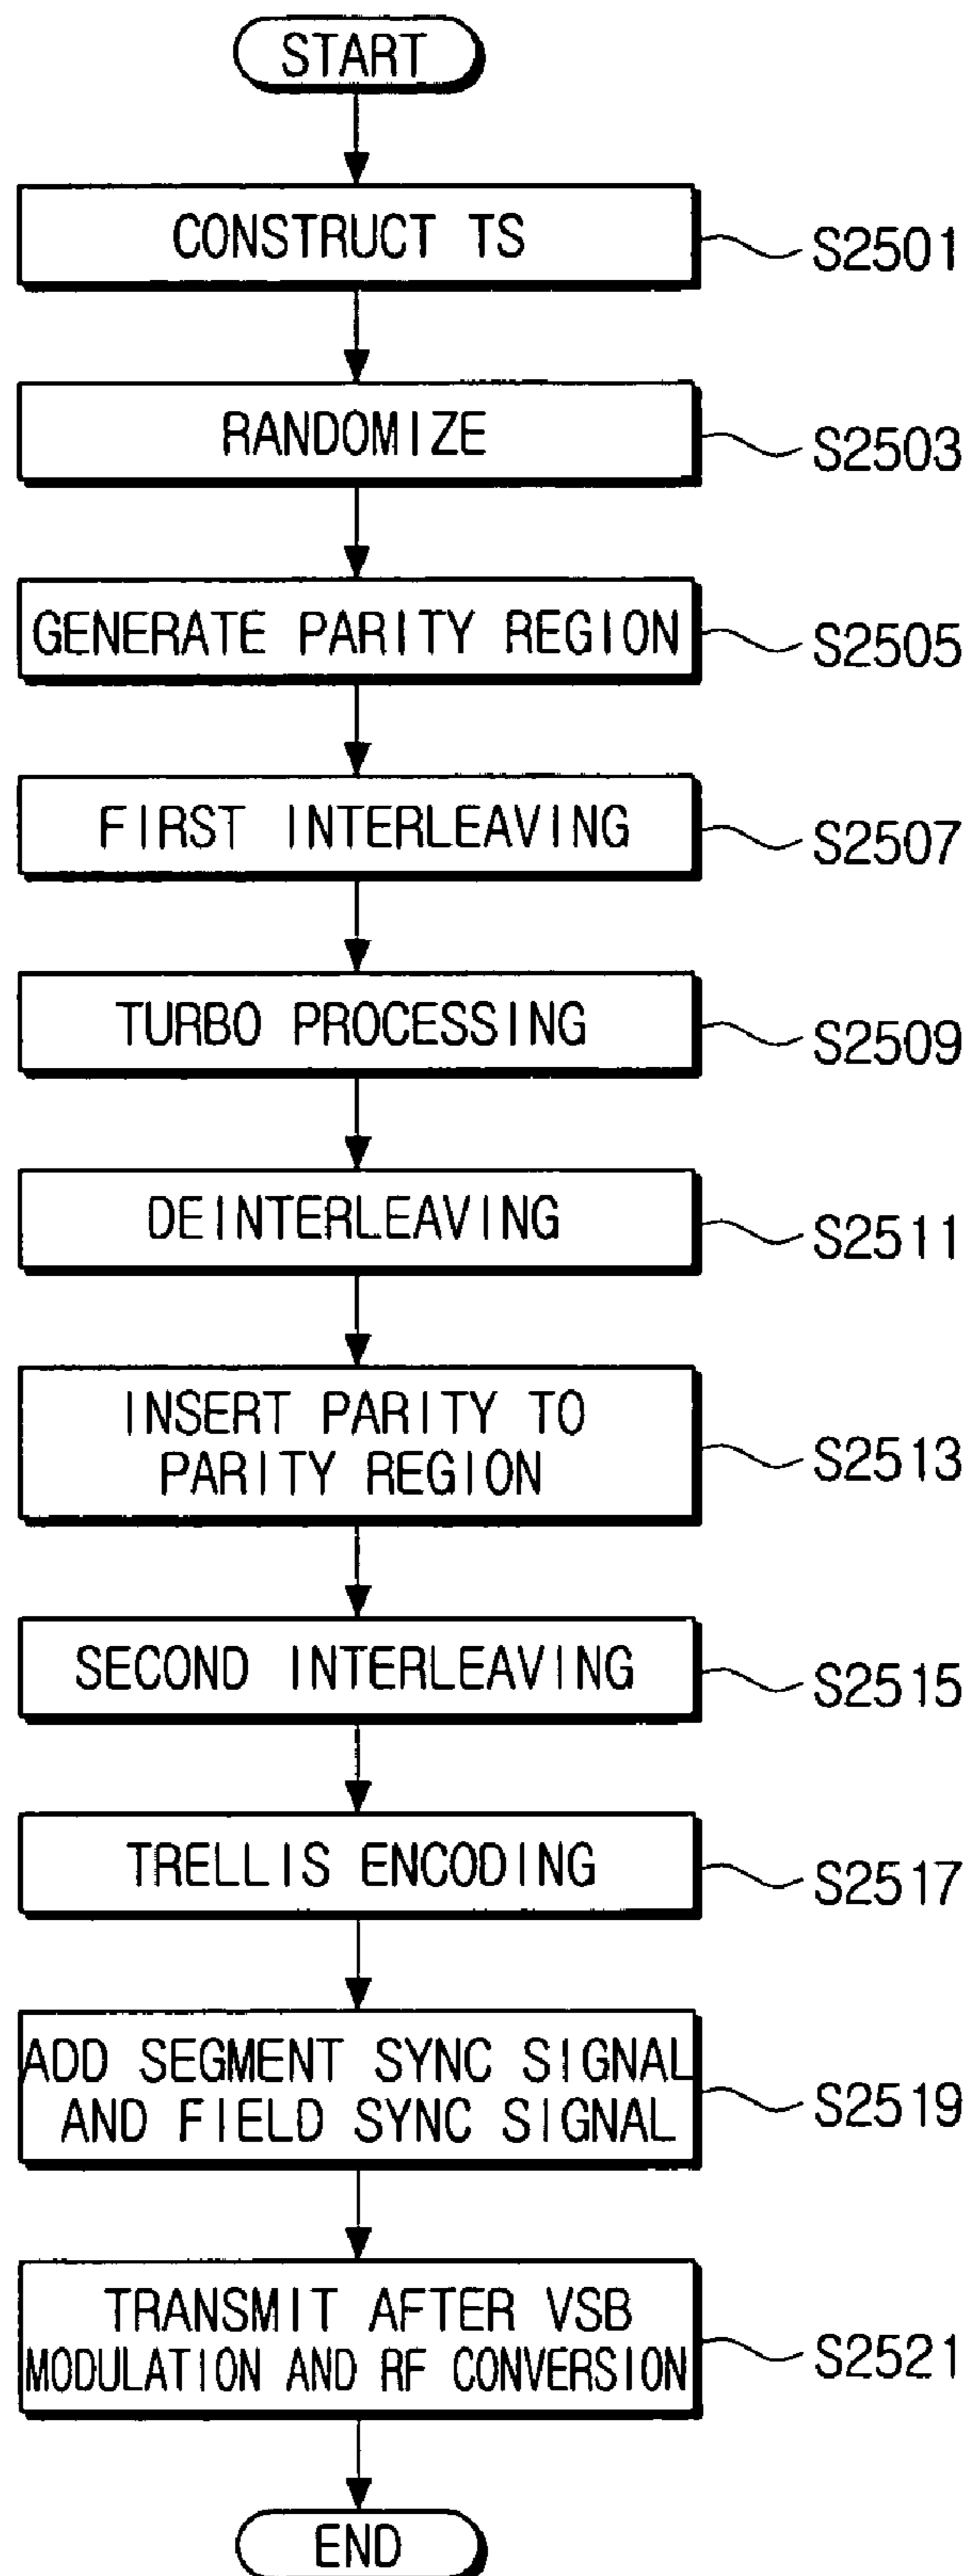 START
CONSTRUCT TS
S2501
RANDOMIZE
S2503
GENERATE PARITY REGION
S2505
FIRST INTERLEAVING
S2507
TURBO PROCESSING
S2509
DEINTERLEAVING
S2511
INSERT PARITY TO
PARITY REGION
S2513
SECOND INTERLEAVING
S2515
TRELLIS ENCODING
S2517
ADD SEGMENT SYNC SIGNAL
AND FIELD SYNC SIGNAL
S2519
TRANSMIT AFTER VSB
MODULATION AND RF CONVERSION
S2521
END